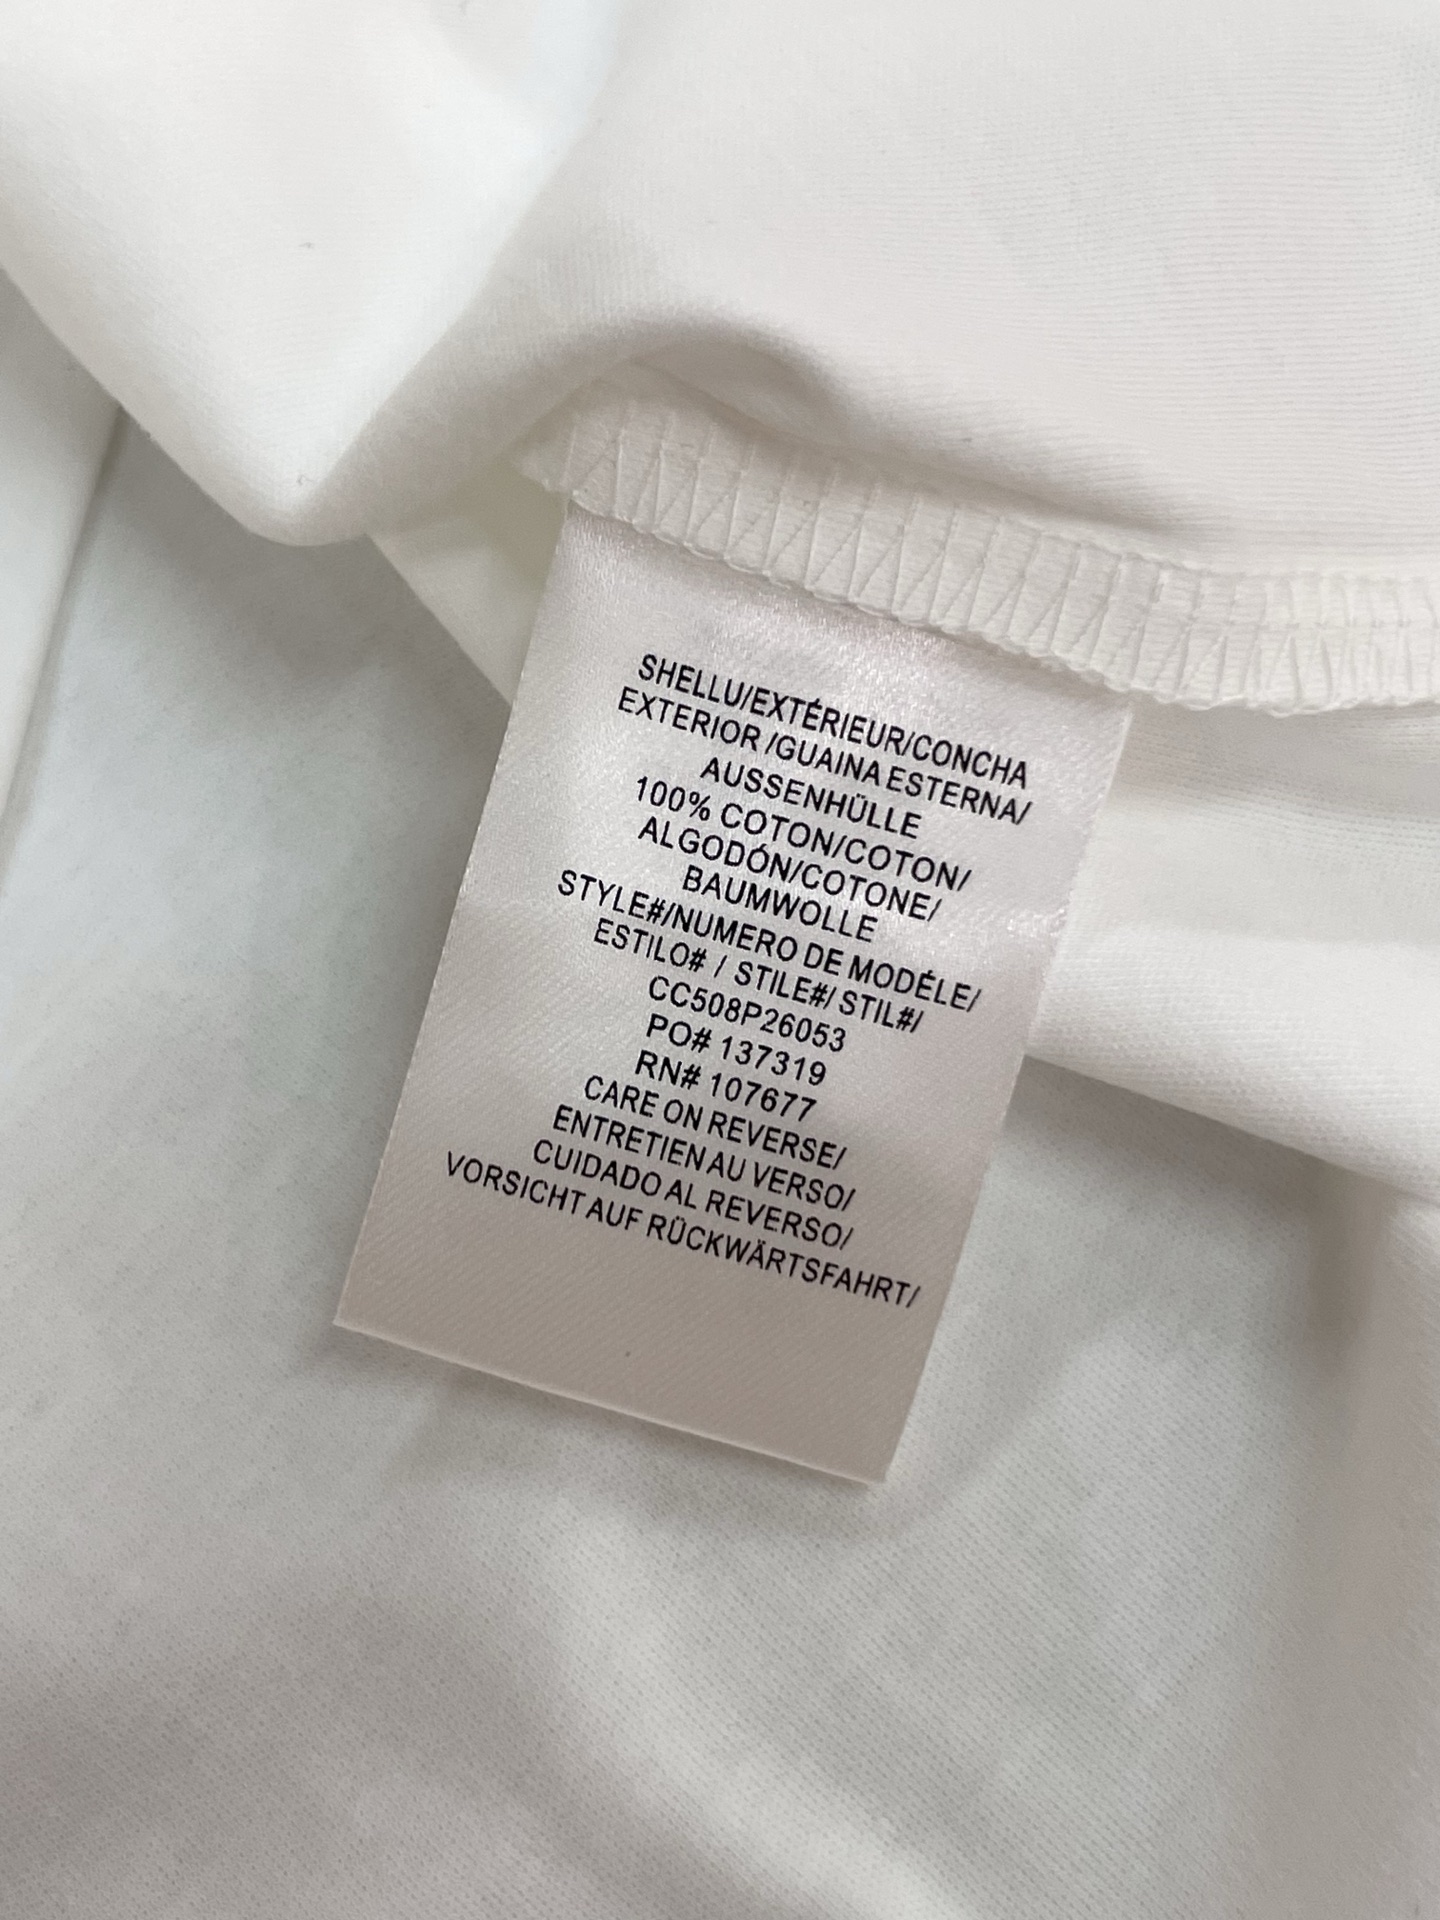 SHELLU/EXTÉRIEUR/CONCHA
EXTERIOR /GUAINA ESTERNA/
AUSSENHÜLLE
100% COTON/COTON/
ALGODÓN/COTONE/
BAUMWOLLE
STYLE#/NUMERO DE MODÉLE/
ESTILO# / STILE#/ STIL#/
CC508P26053
PO# 137319
RN# 107677
CARE ON REVERSE/
ENTRETIEN AU VERSO/
CUIDADO AL REVERSO/
VORSICHT AUF RÜCKWÄRTSFAHRT/